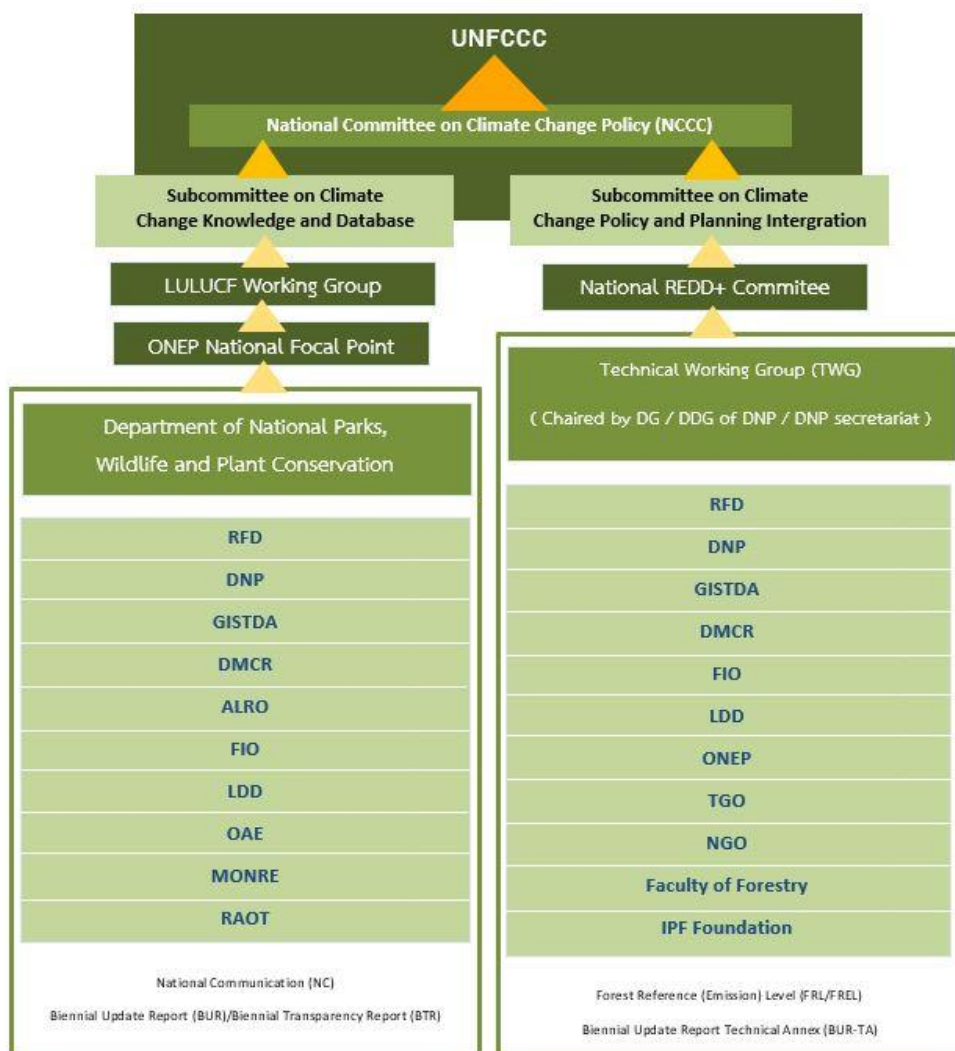 UNFCCC
National Committee on Climate Change Policy (NCCC)
Subcommittee on Climate
Change Knowledge and Database
LULUCF Working Group
ONEP National Focal Point
Department of National Parks,
Wildlife and Plant Conservation
RFD
DNP
GISTDA
DMCR
ALRO
FIO
LDD
OAE
MONRE
RAOT
National Communication (NC)
Biennial Update Report (BUR)/Biennial Transparency Report (BTR)
Subcommittee on Climate
Change Policy and Planning Intergration
National REDD+ Commitee
Technical Working Group (TWG)
( Chaired by DG / DDG of DNP / DNP secretariat )
RFD
DNP
GISTDA
DMCR
FIO
LDD
ONEP
TGO
NGO
Faculty of Forestry
IPF Foundation
Forest Reference (Emission) Level (FRL/FREL)
Biennial Update Report Technical Annex (BUR-TA)